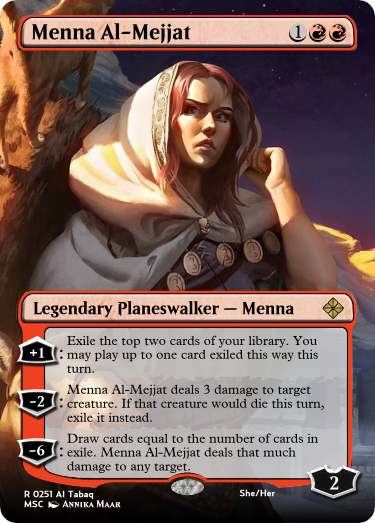 Menna Al-Mejjat 1
Legendary Planeswalker — Menna
+1: Exile the top two cards of your library. You
may play up to one card exiled this way this
turn.
-2: Menna Al-Mejjat deals 3 damage to target
creature. If that creature would die this turn,
exile it instead.
-6: Draw cards equal to the number of cards in
exile. Menna Al-Mejjat deals that much
damage to any target.
2
R 0251 Al Tabaq She/Her
MSC Annika Maar